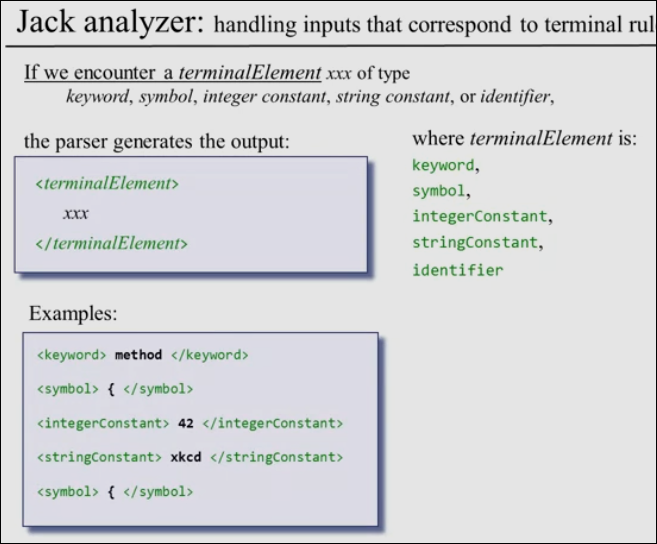 Jack analyzer: handling inputs that correspond to terminal rul
If we encounter a terminalElement xxx of type
keyword, symbol, integer constant, string constant, or identifier,
the parser generates the output:
<terminalElement>
xxx
</terminalElement>
where terminalElement is:
keyword,
symbol,
integerConstant,
stringConstant,
identifier
Examples:
<keyword> method </keyword>
<symbol> { </symbol>
<integerConstant> 42 </integerConstant>
<stringConstant> xkcd </stringConstant>
<symbol> { </symbol>